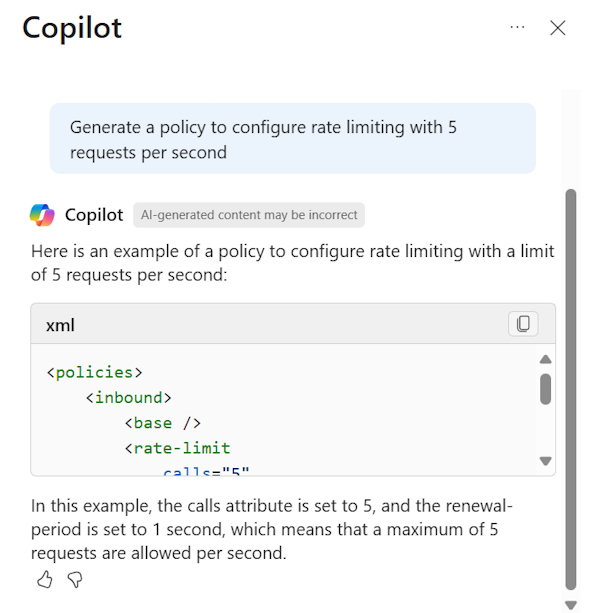 Copilot
Generate a policy to configure rate limiting with 5
requests per second
Copilot AI-generated content may be incorrect
Here is an example of a policy to configure rate limiting with a limit
of 5 requests per second:
xml
<policies>
<inbound>
<base />
<rate-limit
calls="5"
In this example, the calls attribute is set to 5, and the renewal-
period is set to 1 second, which means that a maximum of 5
requests are allowed per second.